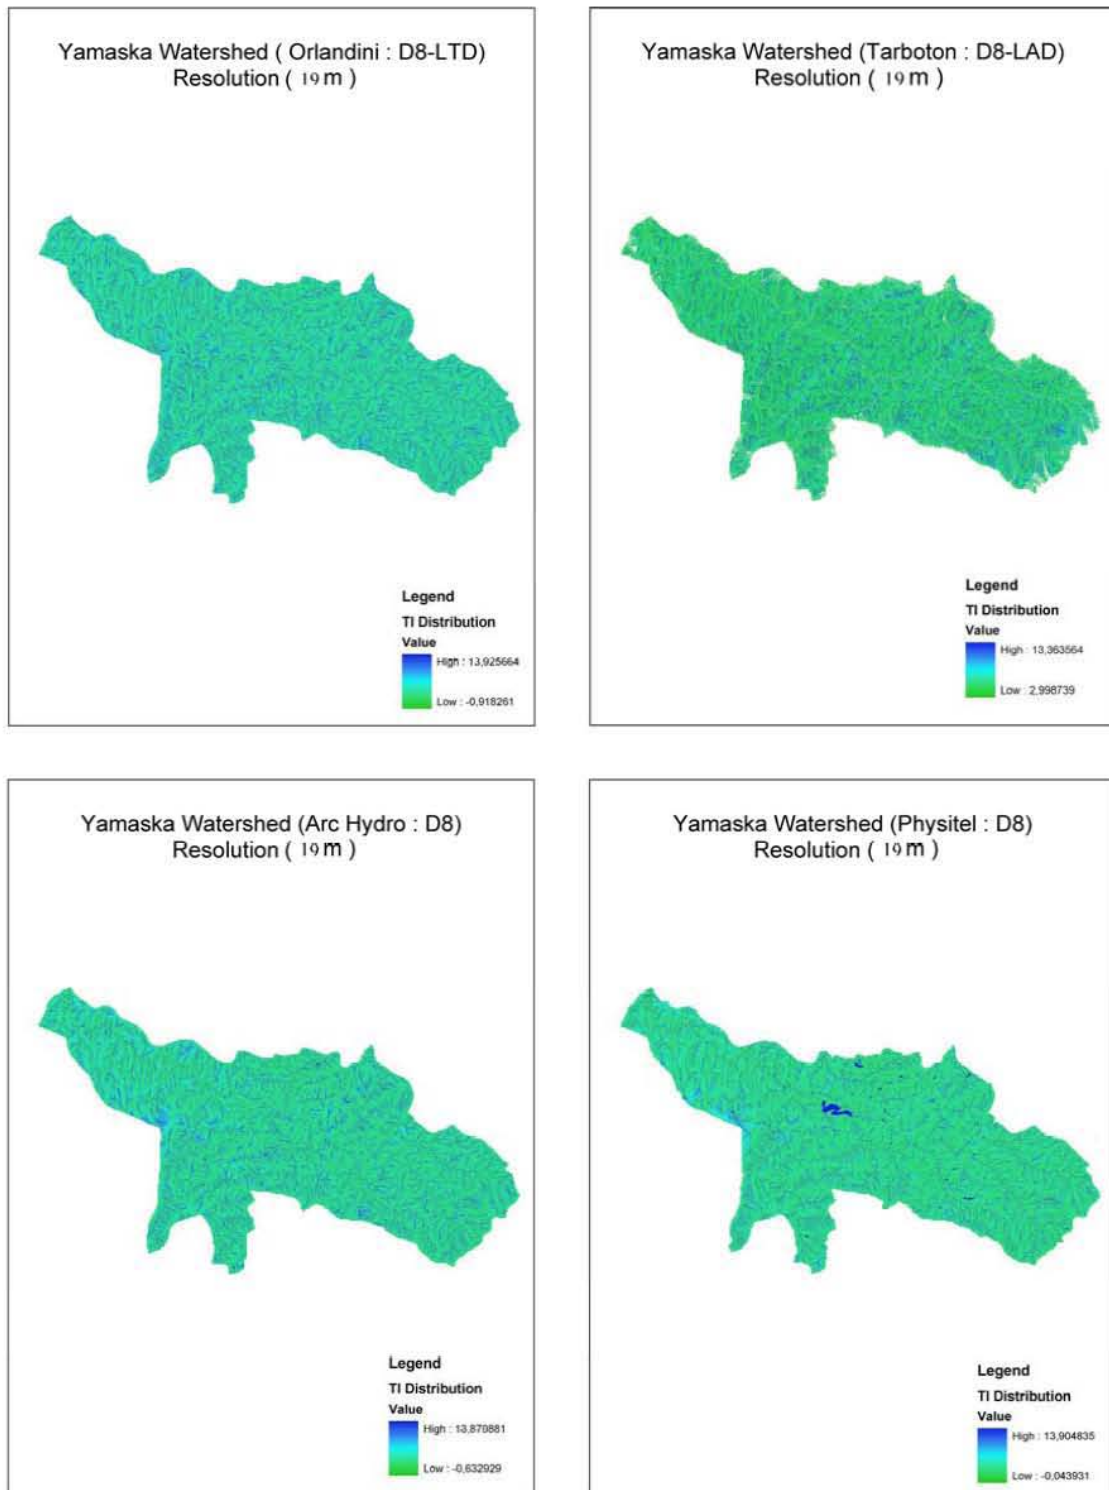 Yamaska Watershed ( Orlandini : D8-LTD)
Resolution ( 19 m )
Legend
TI Distribution
Value
High : 13,925664
Low : -0,918261
Yamaska Watershed (Tarboton : D8-LAD)
Resolution ( 19 m )
Legend
TI Distribution
Value
High : 13,363564
Low : 2,998739
Yamaska Watershed (Arc Hydro : D8)
Resolution ( 19 m )
Legend
TI Distribution
Value
High : 13,870881
Low : -0,632929
Yamaska Watershed (Physitel : D8)
Resolution ( 19 m )
Legend
TI Distribution
Value
High : 13,904835
Low : -0,043931